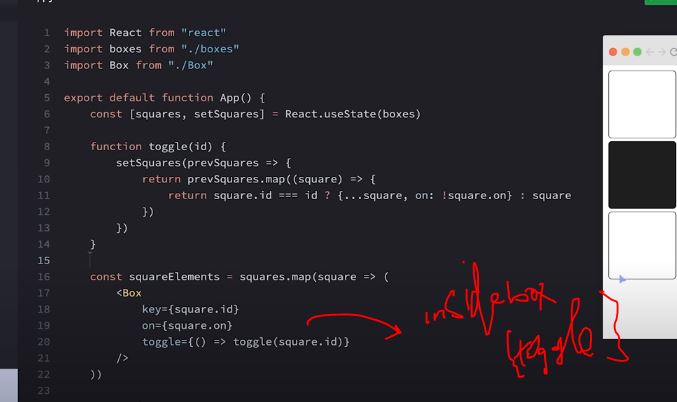 1 import React from "react"
2 import boxes from "./boxes"
3 import Box from "./Box"
4
5 export default function App() {
6     const [squares, setSquares] = React.useState(boxes)
7
8     function toggle(id) {
9         setSquares(prevSquares => {
10             return prevSquares.map((square) => {
11                 return square.id === id ? {...square, on: !square.on} : square
12             })
13         })
14     }
15
16     const squareElements = squares.map(square => (
17         <Box
18             key={square.id}
19             on={square.on}
20             toggle={() => toggle(square.id)}
21         />
22     ))
23
inside box
{toggle}